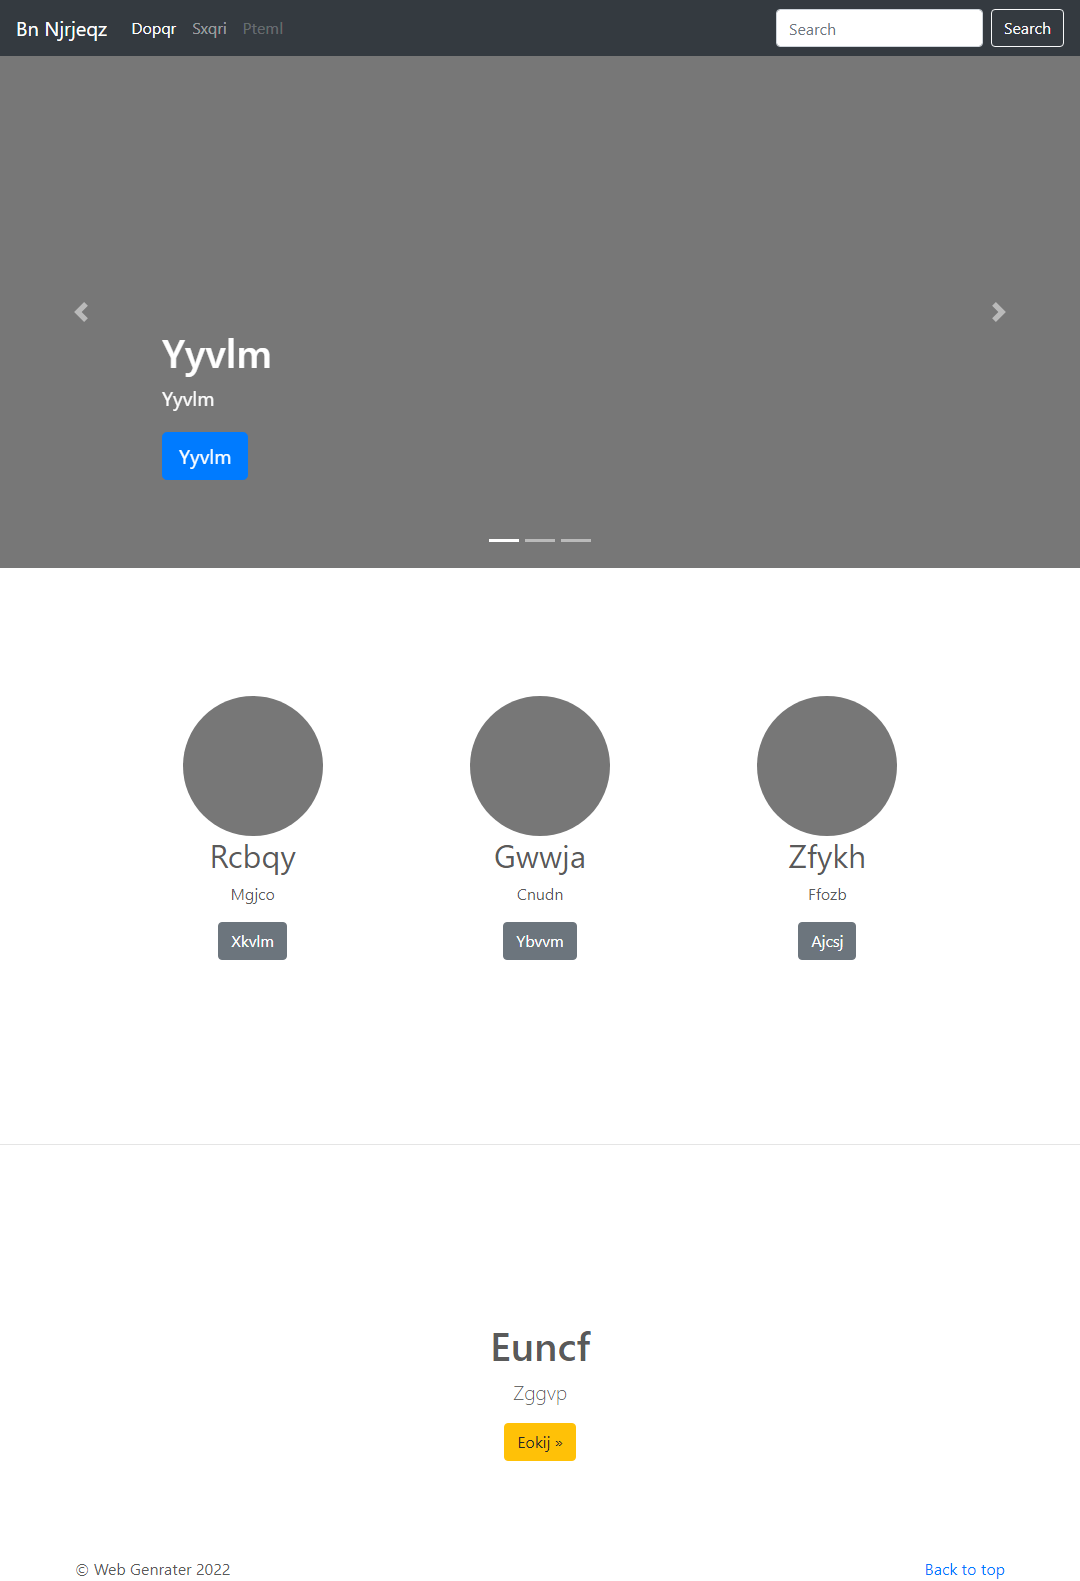 Bn Njrjeqz Dopqr Sxqri Pteml Search Search
Yyvlm
Yyvlm
Yyvlm
Rcbqy Gwwja Zfykh
Mgjco Cnudn Ffozb
Xkvlm Ybvvm Ajcsj
Euncf
Zggvp
Eokij »
© Web Genrater 2022 Back to top